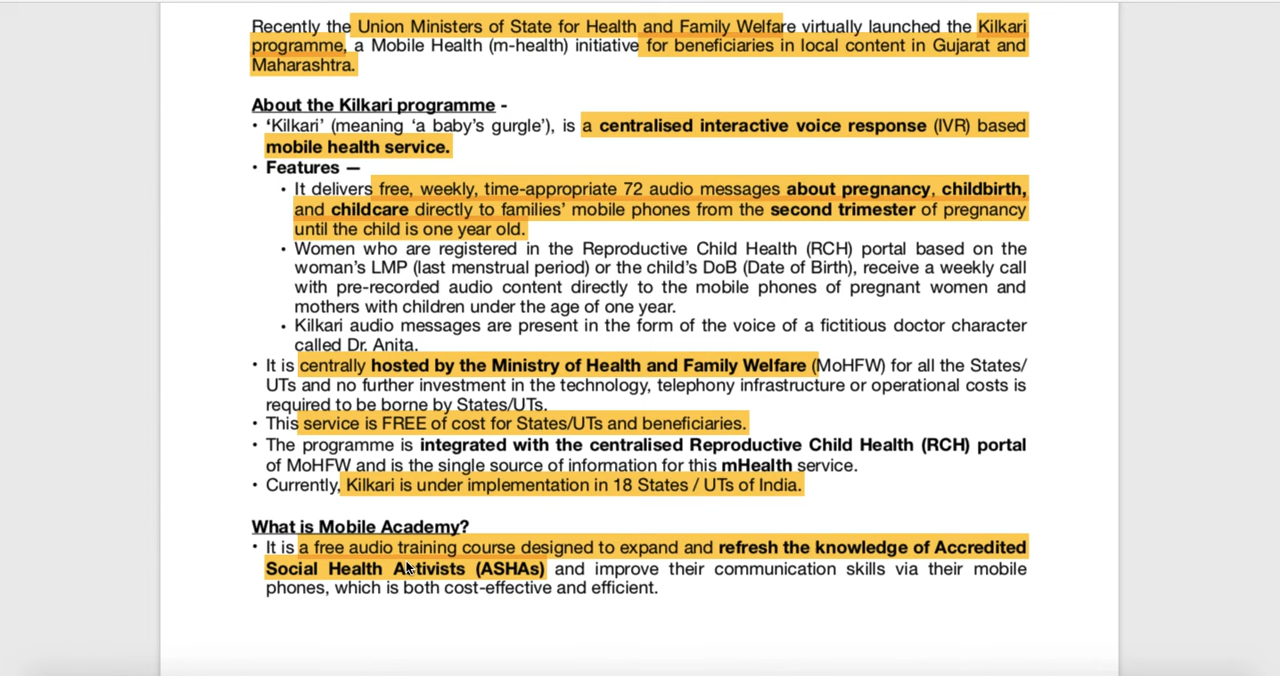 Recently the Union Ministers of State for Health and Family Welfare virtually launched the Kilkari
programme, a Mobile Health (m-health) initiative for beneficiaries in local content in Gujarat and
Maharashtra.
About the Kilkari programme -
• ‘Kilkari’ (meaning ‘a baby’s gurgle’), is a centralised interactive voice response (IVR) based
mobile health service.
• Features —
• It delivers free, weekly, time-appropriate 72 audio messages about pregnancy, childbirth,
and childcare directly to families’ mobile phones from the second trimester of pregnancy
until the child is one year old.
• Women who are registered in the Reproductive Child Health (RCH) portal based on the
woman’s LMP (last menstrual period) or the child’s DoB (Date of Birth), receive a weekly call
with pre-recorded audio content directly to the mobile phones of pregnant women and
mothers with children under the age of one year.
• Kilkari audio messages are present in the form of the voice of a fictitious doctor character
called Dr. Anita.
• It is centrally hosted by the Ministry of Health and Family Welfare (MoHFW) for all the States/
UTs and no further investment in the technology, telephony infrastructure or operational costs is
required to be borne by States/UTs.
• This service is FREE of cost for States/UTs and beneficiaries.
• The programme is integrated with the centralised Reproductive Child Health (RCH) portal
of MoHFW and is the single source of information for this mHealth service.
• Currently, Kilkari is under implementation in 18 States / UTs of India.
What is Mobile Academy?
• It is a free audio training course designed to expand and refresh the knowledge of Accredited
Social Health Activists (ASHAs) and improve their communication skills via their mobile
phones, which is both cost-effective and efficient.